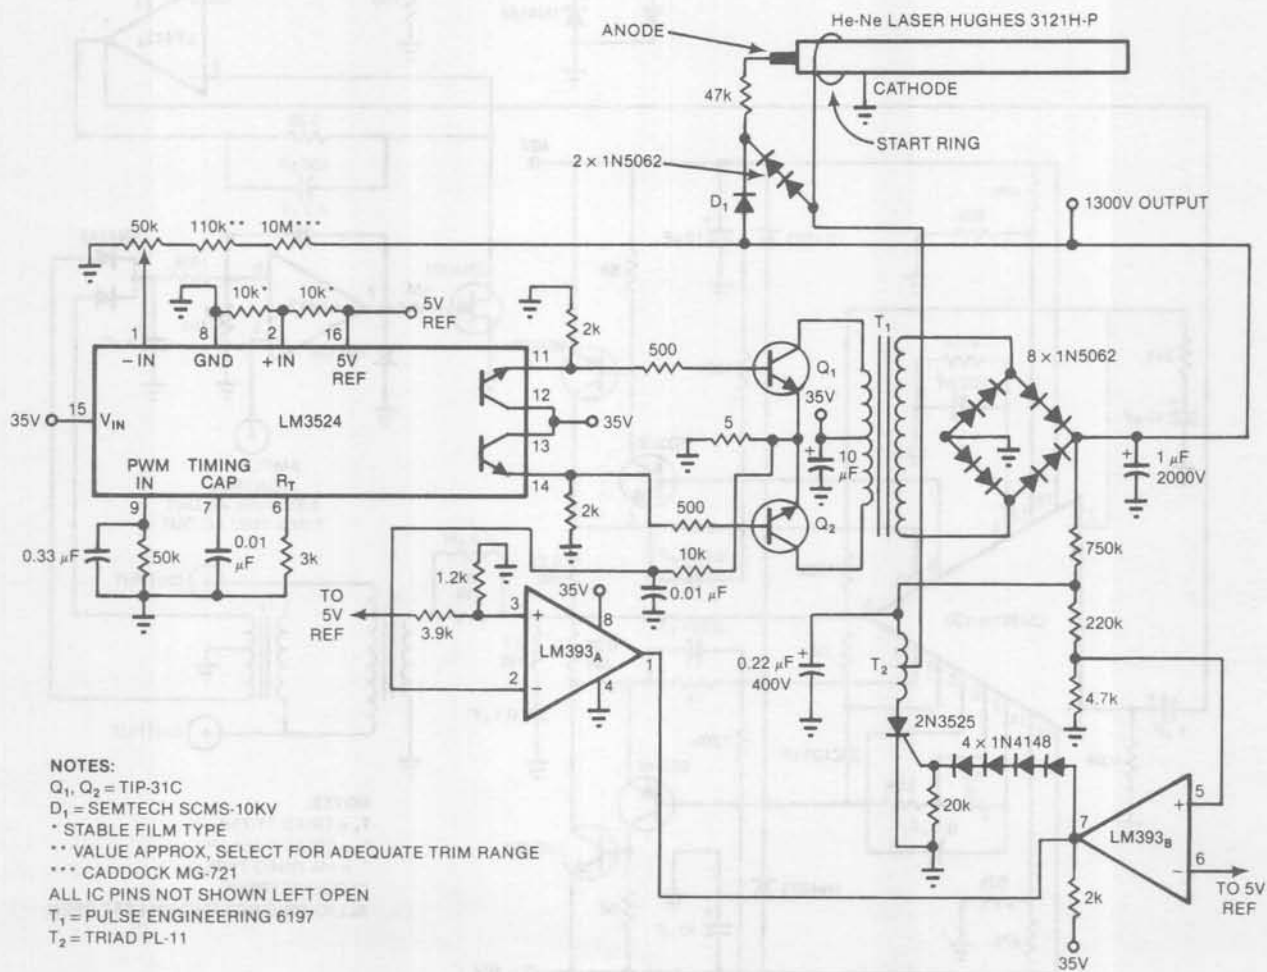 He-Ne LASER HUGHES 3121H-P
ANODE
CATHODE
47k
START RING
2 × 1N5062
D₁
1300V OUTPUT
50k
110k**
10M***
10k*
10k*
5V
REF
1
8
2
16
− IN
GND
+ IN
5V
REF
2k
11
500
Q₁
T₁
8 × 1N5062
12
35V
35V
15
V_IN
LM3524
35V
13
5
10
μF
1 μF
2000V
PWM
IN
TIMING
CAP
R_T
14
9
7
6
2k
500
Q₂
0.33 μF
50k
0.01
μF
3k
10k
750k
1.2k
35V
0.01 μF
TO
5V
REF
3.9k
3
+
8
LM393_A
1
2
−
4
220k
0.22 μF
400V
T₂
4.7k
2N3525
4 × 1N4148
20k
5
+
7
LM393_B
6
−
TO 5V
REF
2k
35V
NOTES:
Q₁, Q₂ = TIP-31C
D₁ = SEMTECH SCMS-10KV
* STABLE FILM TYPE
** VALUE APPROX, SELECT FOR ADEQUATE TRIM RANGE
*** CADDOCK MG-721
ALL IC PINS NOT SHOWN LEFT OPEN
T₁ = PULSE ENGINEERING 6197
T₂ = TRIAD PL-11